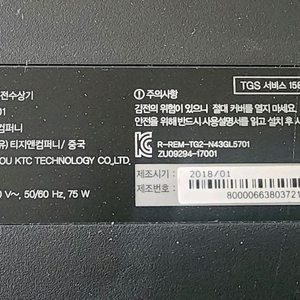 전수상기
TGS 서비스 158
01
⚠주의사항
컴퍼니
감전의 위험이 있으니 절대 커버를 열지 마세요.
안전을 위해 반드시 사용설명서를 읽고 설치 후 사
유)티지앤컴퍼니/ 중국
OU KTC TECHNOLOGY CO.,LTD.
R-REM-TG2-N43GL5701
ZU09294-17001
0 V~, 50/60 Hz, 75 W
제조시기 : 2018/01
제조번호 : 80000663803721